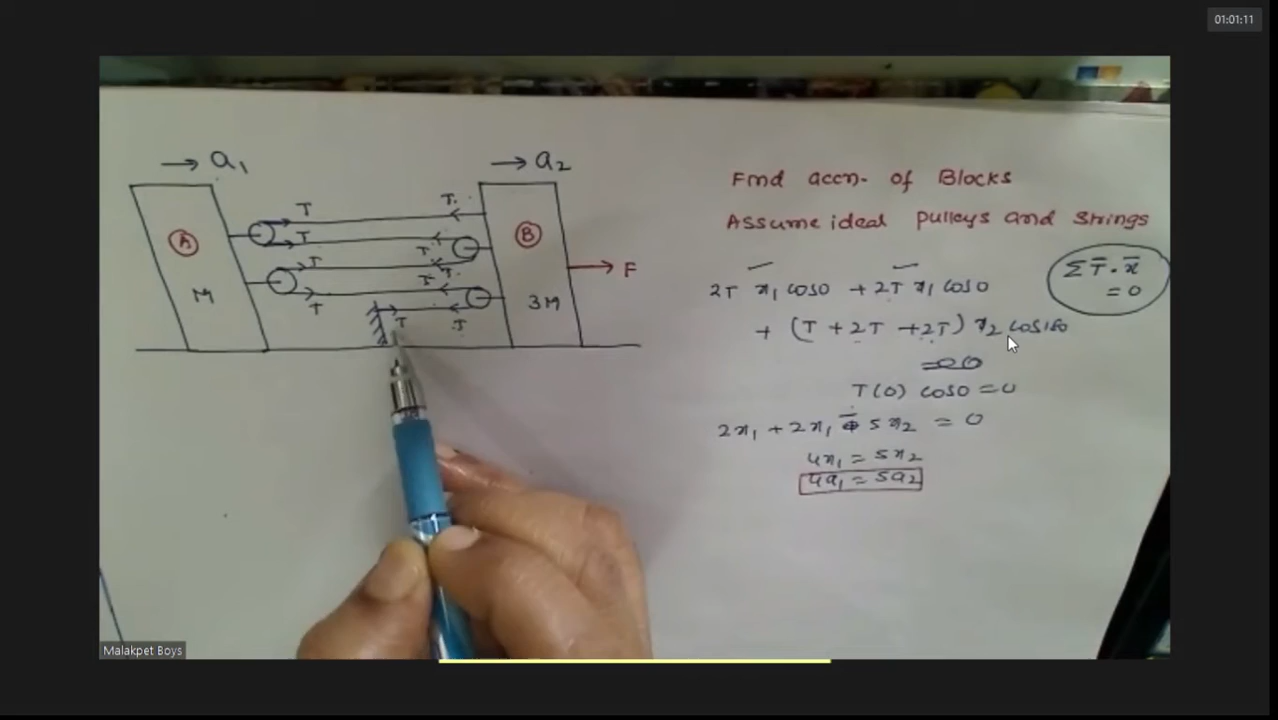 01:01:11
→ a₁
→ a₂
Find accn. of Blocks
Assume ideal pulleys and strings
A
M
B
3M
F
T
T
T
T
T
T
T
T
T
T
2T x₁ cos0 + 2T x₁ cos0
+ (T + 2T + 2T) x₂ cos180
= 0
Σ T̄ · x̄
= 0
T(0) cos0 = 0
2x₁ + 2x₁ - 5x₂ = 0
4x₁ = 5x₂
4a₁ = 5a₂
Malakpet Boys